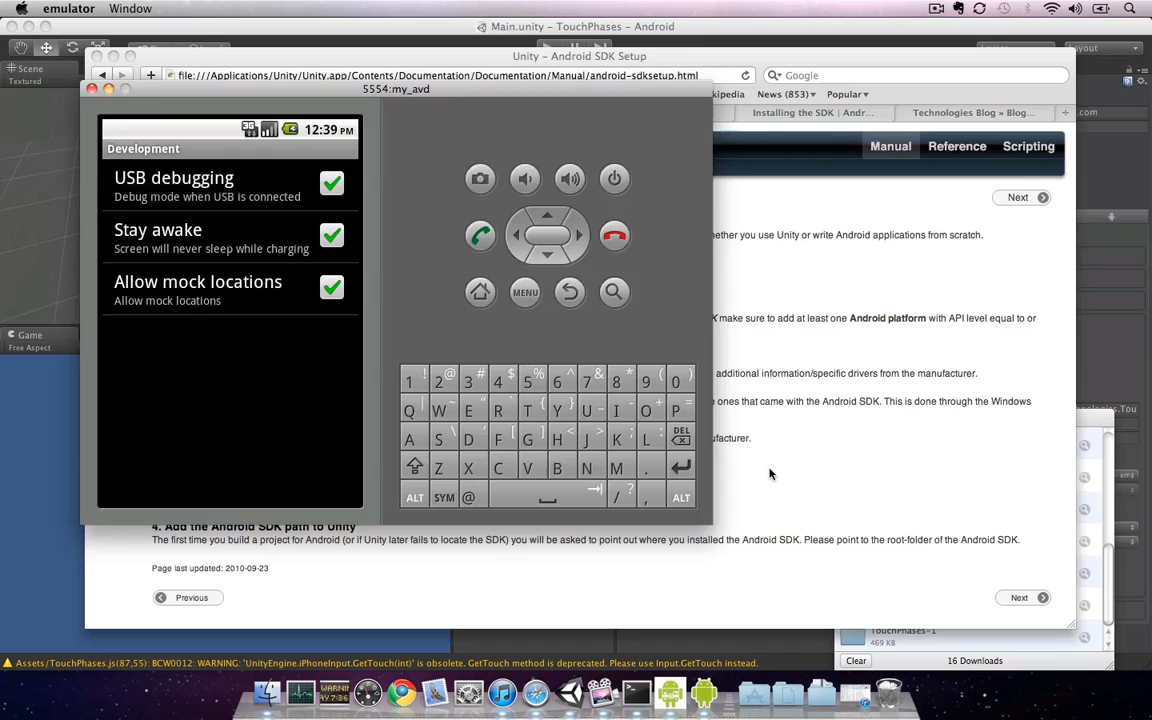 emulator Window
Main.unity - TouchPhases - Android
Layout
Scene
Textured
Unity - Android SDK Setup
file:///Applications/Unity/Unity.app/Contents/Documentation/Documentation/Manual/android-sdksetup.html
Google
5554:my_avd
kipedia News (853) Popular
Installing the SDK | Andr...
Technologies Blog » Blog...
.com
3G 12:39 PM
Development
Manual Reference Scripting
USB debugging
Debug mode when USB is connected
Next
Stay awake
Screen will never sleep while charging
hether you use Unity or write Android applications from scratch.
Allow mock locations
Allow mock locations
MENU
K make sure to add at least one Android platform with API level equal to or
Game
Free Aspect
additional information/specific drivers from the manufacturer.
1 ! 2 @ 3 # 4 $ 5 % 6 ^ 7 & 8 * 9 ( 0 )
e ones that came with the Android SDK. This is done through the Windows
Q | W ~ E " R ` T { Y } U _ I - O + P =
ufacturer.
A S \ D ' F [ G ] H < J > K ; L : DEL
Z X C V B N M .
ALT SYM @ / ? , ALT
4. Add the Android SDK path to Unity
The first time you build a project for Android (or if Unity later fails to locate the SDK) you will be asked to point out where you installed the Android SDK. Please point to the root-folder of the Android SDK.
Page last updated: 2010-09-23
Previous
Next
TouchPhases-1
469 KB
Clear
16 Downloads
Assets/TouchPhases.js(87,55): BCW0012: WARNING: 'UnityEngine.iPhoneInput.GetTouch(int)' is obsolete. GetTouch method is deprecated. Please use Input.GetTouch instead.